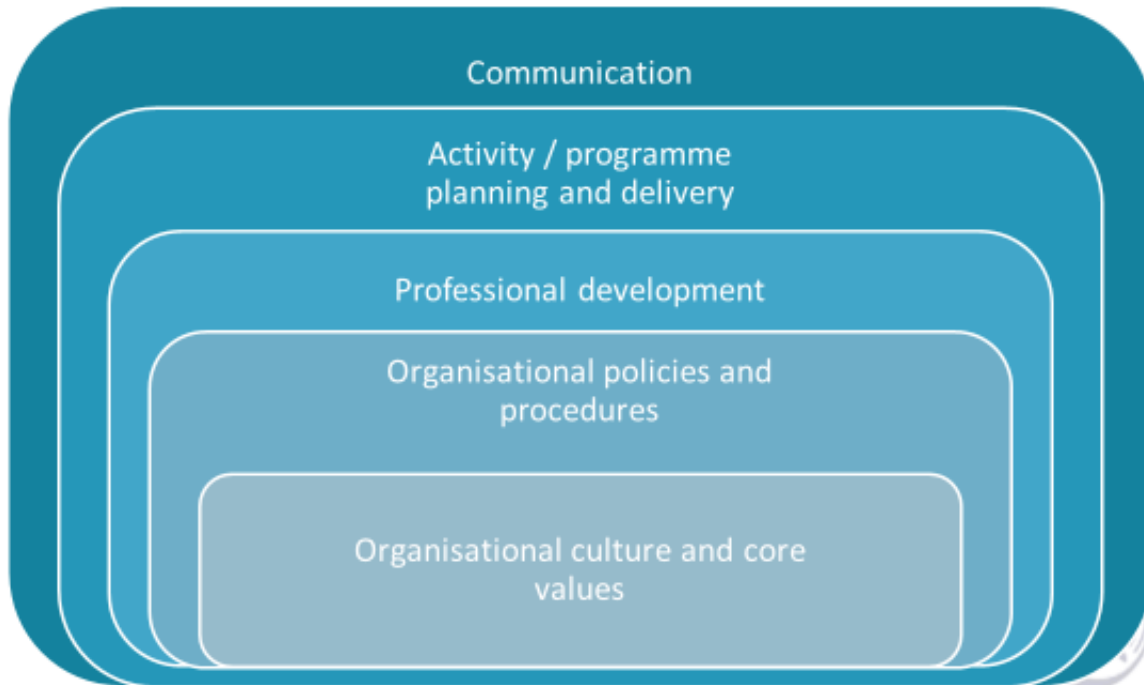 Communication
Activity / programme
planning and delivery
Professional development
Organisational policies and
procedures
Organisational culture and core
values